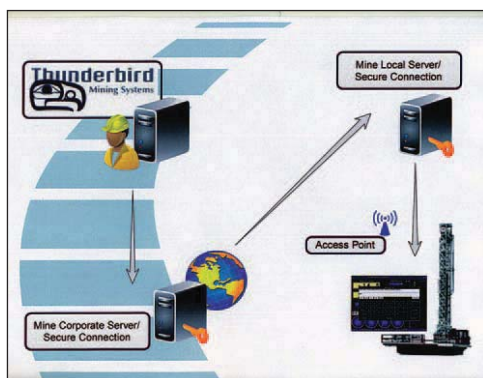 Thunderbird
Mining Systems
Mine Local Server/
Secure Connection
Access Point
Mine Corporate Server/
Secure Connection